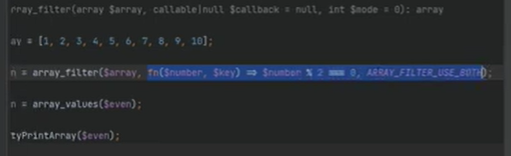 rray_filter(array $array, callable|null $callback = null, int $mode = 0): array
ay = [1, 2, 3, 4, 5, 6, 7, 8, 9, 10];
n = array_filter($array, fn($number, $key) => $number % 2 === 0, ARRAY_FILTER_USE_BOTH);
n = array_values($even);
tyPrintArray($even);